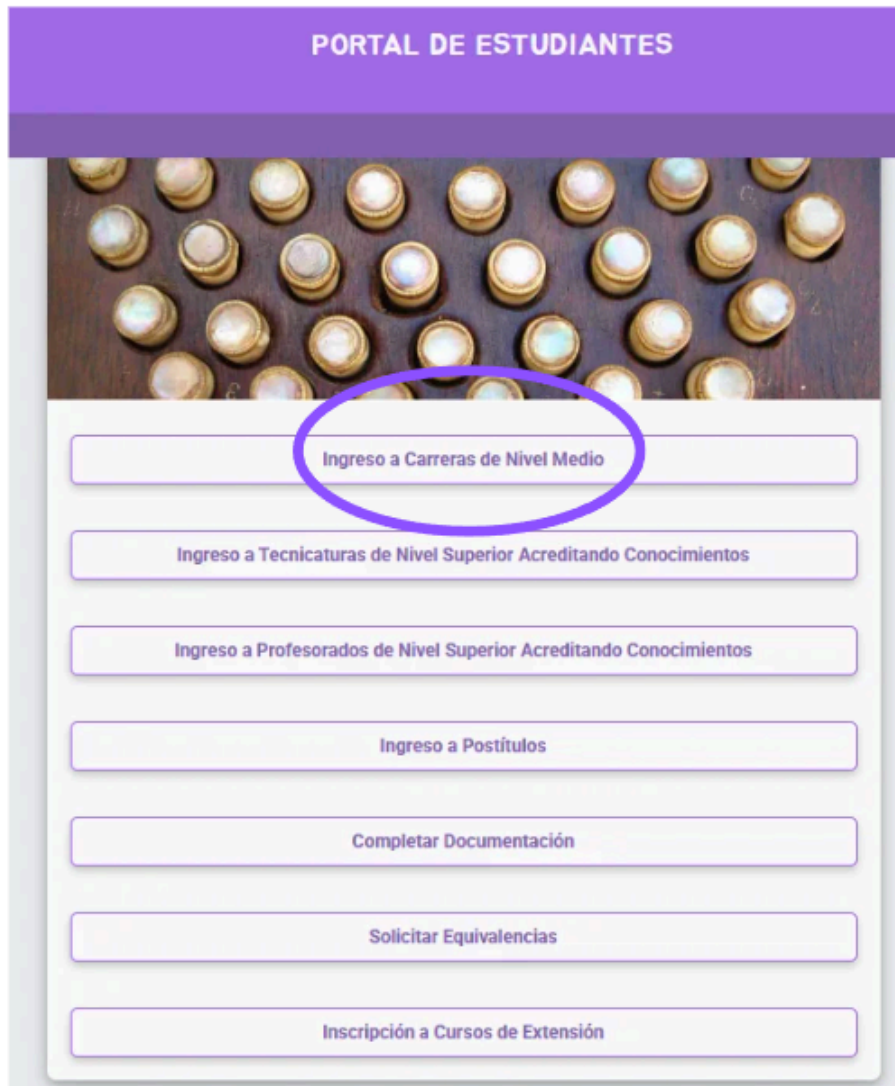 PORTAL DE ESTUDIANTES
Ingreso a Carreras de Nivel Medio
Ingreso a Tecnicaturas de Nivel Superior Acreditando Conocimientos
Ingreso a Profesorados de Nivel Superior Acreditando Conocimientos
Ingreso a Postítulos
Completar Documentación
Solicitar Equivalencias
Inscripción a Cursos de Extensión